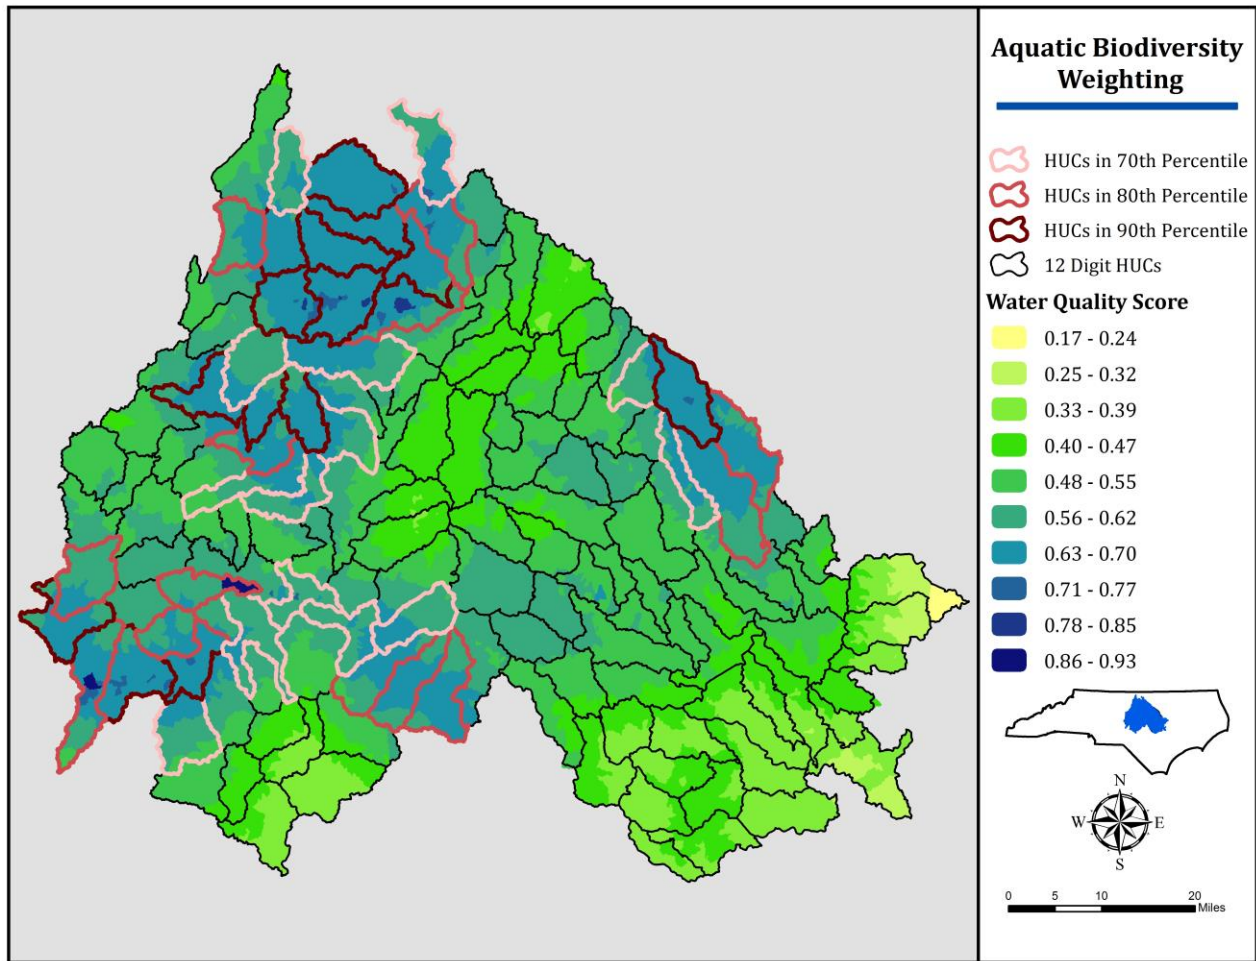 Aquatic Biodiversity
Weighting
HUCs in 70th Percentile
HUCs in 80th Percentile
HUCs in 90th Percentile
12 Digit HUCs
Water Quality Score
0.17 - 0.24
0.25 - 0.32
0.33 - 0.39
0.40 - 0.47
0.48 - 0.55
0.56 - 0.62
0.63 - 0.70
0.71 - 0.77
0.78 - 0.85
0.86 - 0.93
N
W E
S
0 5 10 20
Miles